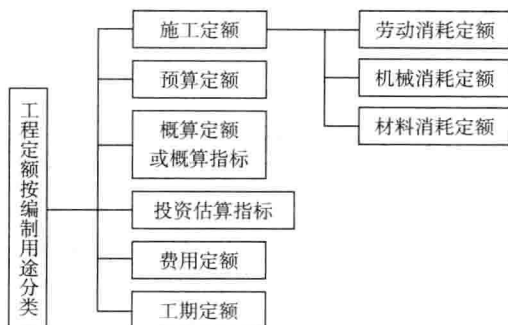 工程定额按编制用途分类
施工定额
预算定额
概算定额
或概算指标
投资估算指标
费用定额
工期定额
劳动消耗定额
机械消耗定额
材料消耗定额